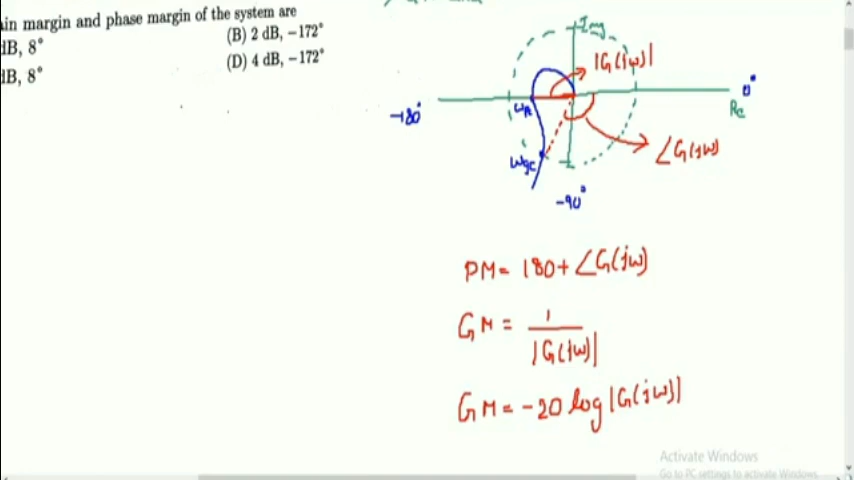 in margin and phase margin of the system are
dB, 8° (B) 2 dB, −172°
dB, 8° (D) 4 dB, −172°
Img
|G(jω)|
0°
-180°
Re
∠G(jω)
ωgc
-90°
PM = 180 + ∠G(jω)
GM = 1 / |G(jω)|
GM = -20 log |G(jω)|
Activate Windows
Go to PC settings to activate Windows.